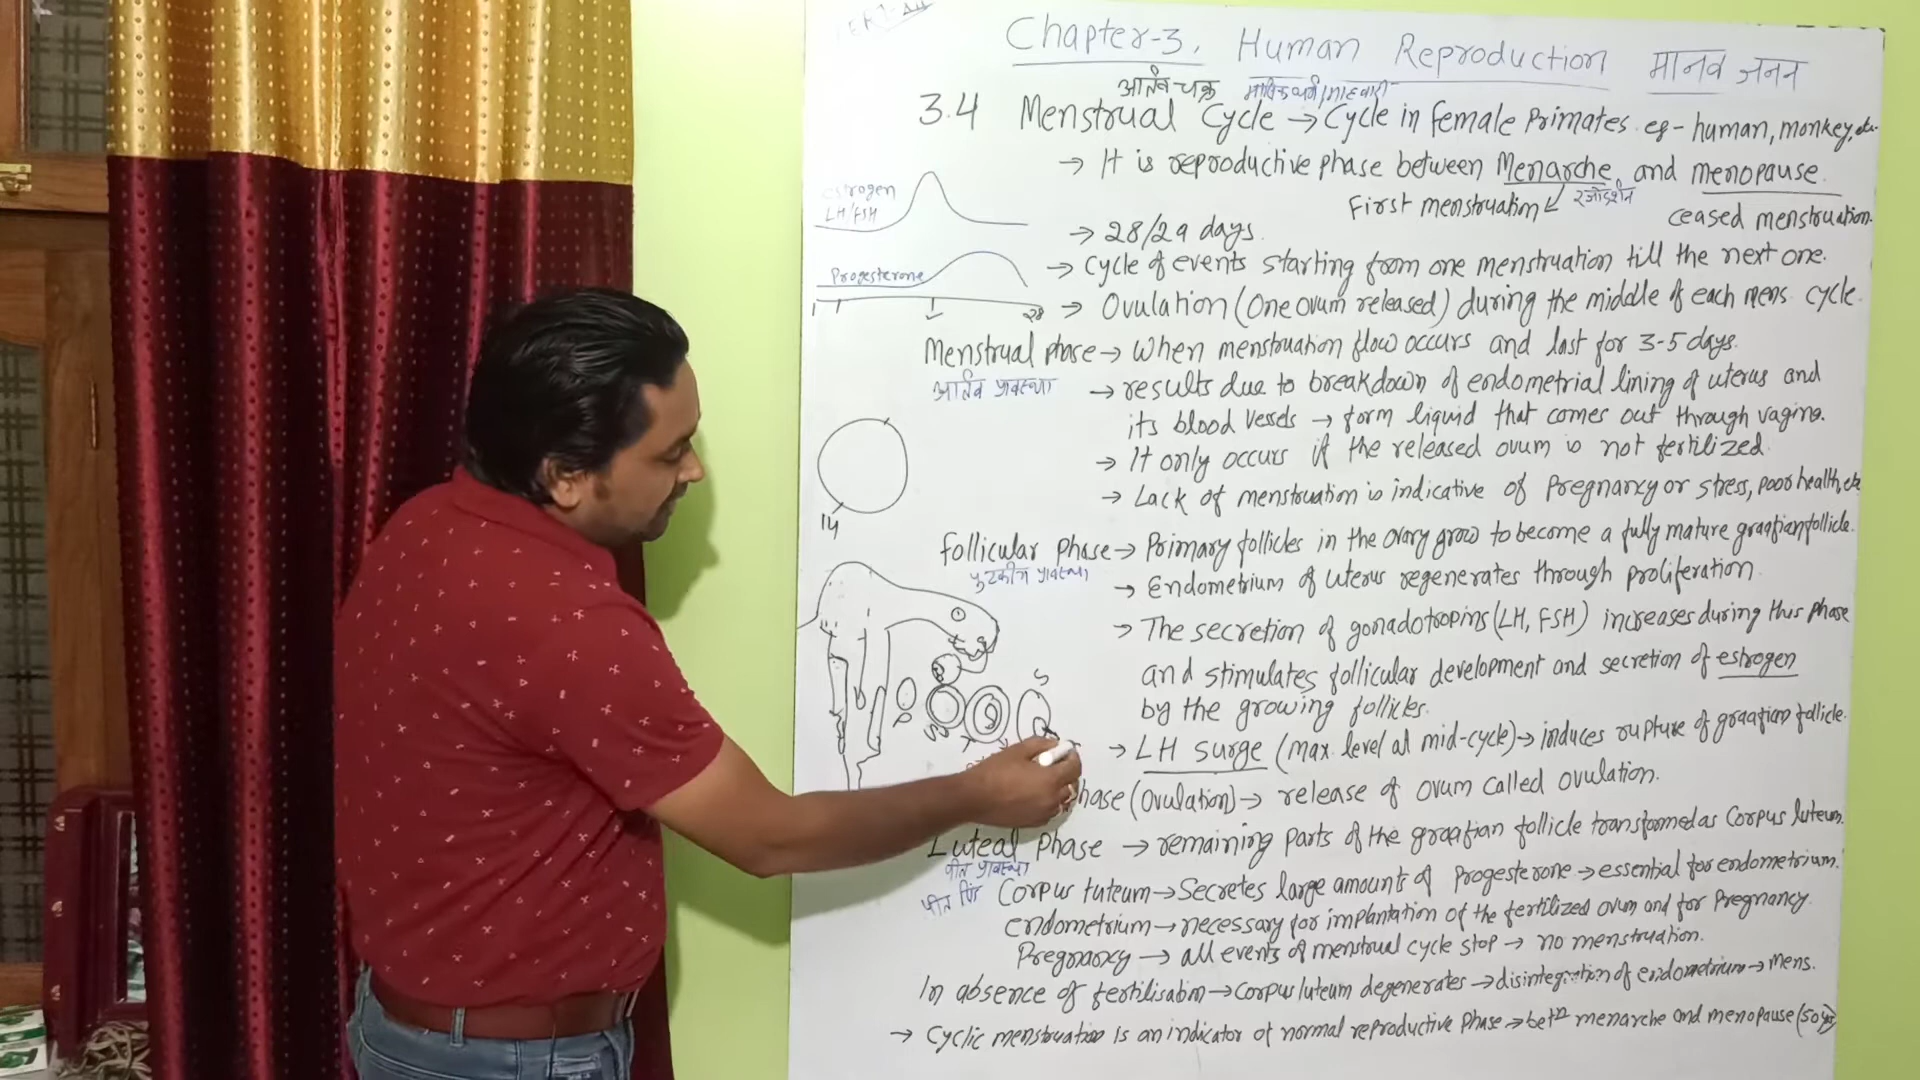 Chapter-3, Human Reproduction मानव जनन
आर्तव चक्र
3.4 Menstrual Cycle → Cycle in female Primates. eg- human, monkey, etc.
→ It is reproductive phase between Menarche, and menopause.
First menstruation रजोदर्शन ceased menstruation.
Estrogen
LH/FSH
→ 28/29 days.
Progesterone
→ Cycle of events starting from one menstruation till the next one.
1 28
→ Ovulation (One ovum released) during the middle of each mens. cycle.
Menstrual phase → When menstruation flow occurs and last for 3-5 days.
आर्तव प्रावस्था
→ results due to breakdown of endometrial lining of uterus and
its blood vessels → form liquid that comes out through vagina.
→ It only occurs if the released ovum is not fertilized.
→ Lack of menstruation is indicative of Pregnancy or stress, poor health, etc
14
Follicular Phase → Primary follicles in the ovary grow to become a fully mature graafian follicle.
पुटकीय प्रावस्था
→ Endometrium of uterus regenerates through proliferation.
→ The secretion of gonadotropins (LH, FSH) increases during this phase
and stimulates follicular development and secretion of estrogen
by the growing follicles.
P S T
→ LH surge (max. level at mid-cycle) → induces rupture of graafian follicle.
phase (Ovulation) → release of ovum called ovulation.
Luteal Phase → remaining parts of the graafian follicle transformed as Corpus luteum.
पीत प्रावस्था
पीत पिंड Corpus luteum → Secretes large amounts of Progesterone → essential for endometrium.
endometrium → necessary for implantation of the fertilized ovum and for Pregnancy.
Pregnancy → all events of menstrual cycle stop → no menstruation.
In absence of fertilisation → corpus luteum degenerates → disintegration of endometrium → mens.
→ Cyclic menstruation is an indicator of normal reproductive phase → betn menarche and menopause (50 yrs)